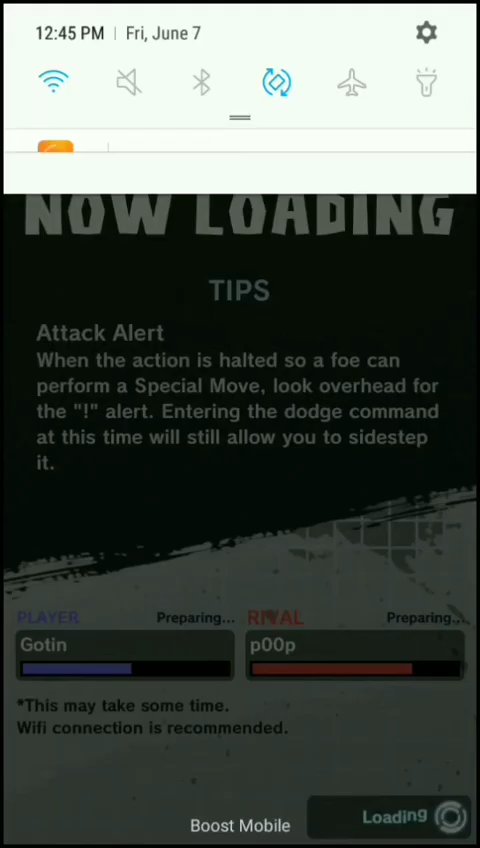 12:45 PM | Fri, June 7
NOW LOADING
TIPS
Attack Alert
When the action is halted so a foe can
perform a Special Move, look overhead for
the "!" alert. Entering the dodge command
at this time will still allow you to sidestep
it.
PLAYER Preparing... RIVAL Preparing...
Gotin p00p
*This may take some time.
Wifi connection is recommended.
Loading
Boost Mobile